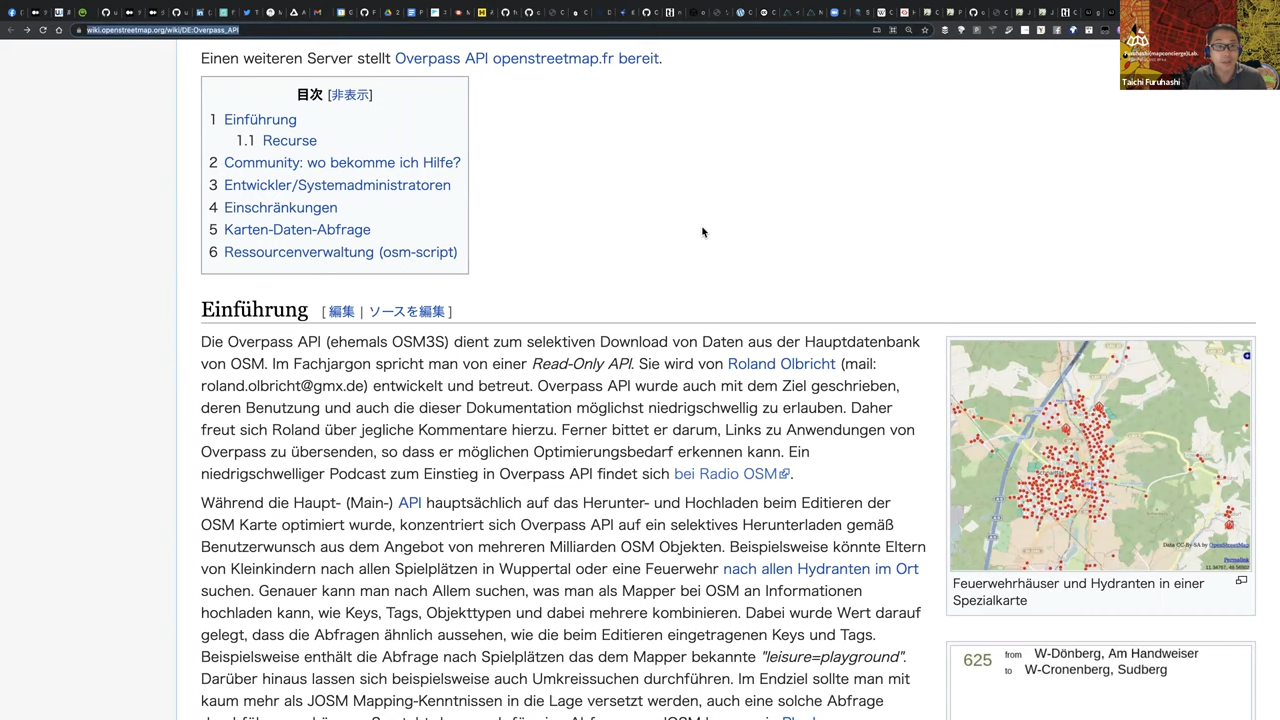 wiki.openstreetmap.org/wiki/DE:Overpass_API
Taichi Furuhashi
Einen weiteren Server stellt Overpass API openstreetmap.fr bereit.
目次 [非表示]
1 Einführung
1.1 Recurse
2 Community: wo bekomme ich Hilfe?
3 Entwickler/Systemadministratoren
4 Einschränkungen
5 Karten-Daten-Abfrage
6 Ressourcenverwaltung (osm-script)
Einführung [ 編集 | ソースを編集 ]
Die Overpass API (ehemals OSM3S) dient zum selektiven Download von Daten aus der Hauptdatenbank
von OSM. Im Fachjargon spricht man von einer Read-Only API. Sie wird von Roland Olbricht (mail:
roland.olbricht@gmx.de) entwickelt und betreut. Overpass API wurde auch mit dem Ziel geschrieben,
deren Benutzung und auch die dieser Dokumentation möglichst niedrigschwellig zu erlauben. Daher
freut sich Roland über jegliche Kommentare hierzu. Ferner bittet er darum, Links zu Anwendungen von
Overpass zu übersenden, so dass er möglichen Optimierungsbedarf erkennen kann. Ein
niedrigschwelliger Podcast zum Einstieg in Overpass API findet sich bei Radio OSM.
Während die Haupt- (Main-) API hauptsächlich auf das Herunter- und Hochladen beim Editieren der
OSM Karte optimiert wurde, konzentriert sich Overpass API auf ein selektives Herunterladen gemäß
Benutzerwunsch aus dem Angebot von mehreren Milliarden OSM Objekten. Beispielsweise könnte Eltern
von Kleinkindern nach allen Spielplätzen in Wuppertal oder eine Feuerwehr nach allen Hydranten im Ort
suchen. Genauer kann man nach Allem suchen, was man als Mapper bei OSM an Informationen
hochladen kann, wie Keys, Tags, Objekttypen und dabei mehrere kombinieren. Dabei wurde Wert darauf
gelegt, dass die Abfragen ähnlich aussehen, wie die beim Editieren eingetragenen Keys und Tags.
Beispielsweise enthält die Abfrage nach Spielplätzen das dem Mapper bekannte "leisure=playground".
Darüber hinaus lassen sich beispielsweise auch Umkreissuchen durchführen. Im Endziel sollte man mit
kaum mehr als JOSM Mapping-Kenntnissen in die Lage versetzt werden, auch eine solche Abfrage
Data CC-By-SA by OpenStreetMap
Permalink
Feuerwehrhäuser und Hydranten in einer
Spezialkarte
625 from W-Dönberg, Am Handweiser
to W-Cronenberg, Sudberg